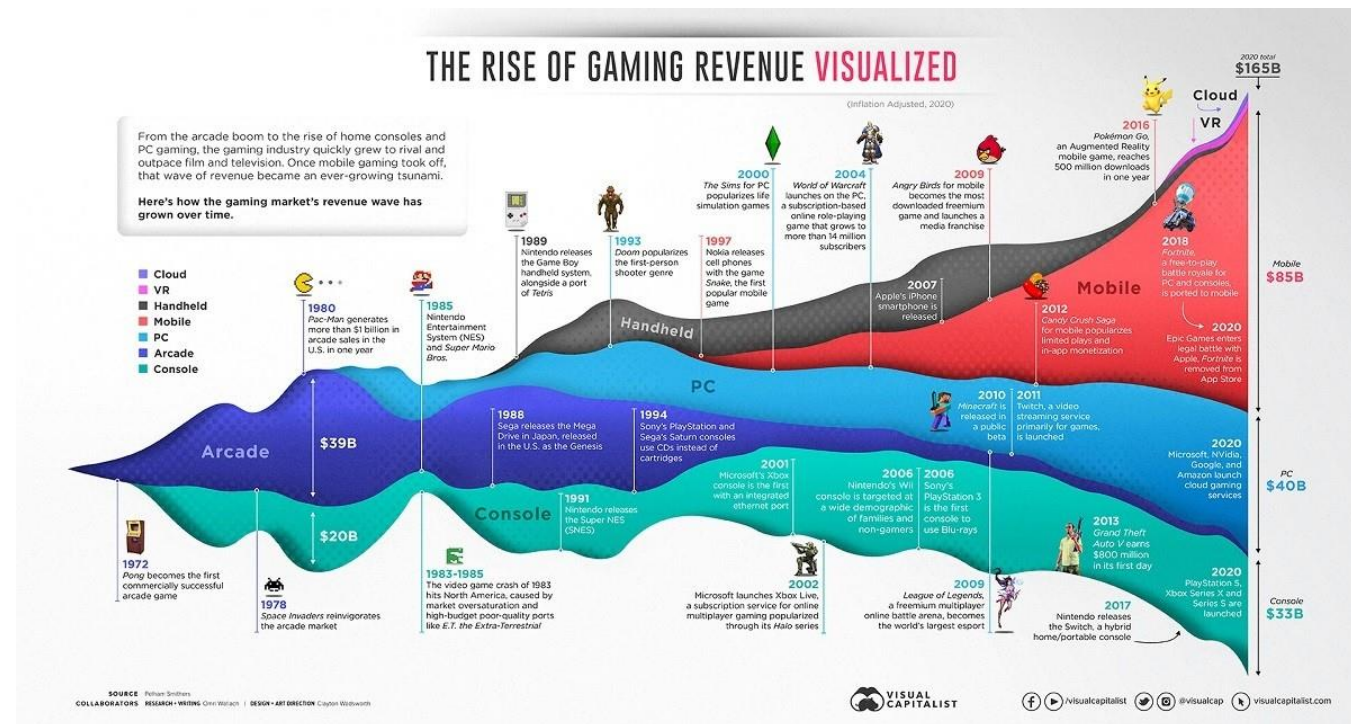 THE RISE OF GAMING REVENUE VISUALIZED
(Inflation Adjusted, 2020)
2020 total
$165B
From the arcade boom to the rise of home consoles and
PC gaming, the gaming industry quickly grew to rival and
outpace film and television. Once mobile gaming took off,
that wave of revenue became an ever-growing tsunami.
Here's how the gaming market's revenue wave has
grown over time.
Cloud
VR
Handheld
Mobile
PC
Arcade
Console
1980
Pac-Man generates
more than $1 billion in
arcade sales in the
U.S. in one year
1985
Nintendo
Entertainment
System (NES)
and Super Mario
Bros.
1989
Nintendo releases
the Game Boy
handheld system,
alongside a port
of Tetris
1993
Doom popularizes
the first-person
shooter genre
1997
Nokia releases
cell phones
with the game
Snake, the first
popular mobile
game
2000
The Sims for PC
popularizes life
simulation games
2004
World of Warcraft
launches on the PC,
a subscription-based
online role-playing
game that grows to
more than 14 million
subscribers
2009
Angry Birds for mobile
becomes the most
downloaded freemium
game and launches a
media franchise
2016
Pokémon Go,
an Augmented Reality
mobile game, reaches
500 million downloads
in one year
Cloud
VR
2007
Apple's iPhone
smartphone is
released
2012
Candy Crush Saga
for mobile popularizes
limited plays and
in-app monetization
2018
Fortnite,
a free-to-play
battle royale for
PC and consoles,
is ported to mobile
2020
Epic Games enters
legal battle with
Apple, Fortnite is
removed from
App Store
Handheld
Mobile
Mobile
$85B
PC
Arcade
$39B
1988
Sega releases the Mega
Drive in Japan, released
in the U.S. as the Genesis
1994
Sony's PlayStation and
Sega's Saturn consoles
use CDs instead of
cartridges
2010
Minecraft is
released in
a public
beta
2011
Twitch, a video
streaming service
primarily for games,
is launched
2020
Microsoft, NVidia,
Google, and
Amazon launch
cloud gaming
services
PC
$40B
Console
$20B
1991
Nintendo releases
the Super NES
(SNES)
2001
Microsoft's Xbox
console is the first
with an integrated
ethernet port
2006
Nintendo's Wii
console is targeted at
a wide demographic
of families and
non-gamers
2006
Sony's
PlayStation 3
is the first
console to
use Blu-rays
2013
Grand Theft
Auto V earns
$800 million
in its first day
2020
PlayStation 5,
Xbox Series X and
Series S are
launched
Console
$33B
1972
Pong becomes the first
commercially successful
arcade game
1978
Space Invaders reinvigorates
the arcade market
1983-1985
The video game crash of 1983
hits North America, caused by
market oversaturation and
high-budget poor-quality ports
like E.T. the Extra-Terrestrial
2002
Microsoft launches Xbox Live,
a subscription service for online
multiplayer gaming popularized
through its Halo series
2009
League of Legends,
a freemium multiplayer
online battle arena, becomes
the world's largest esport
2017
Nintendo releases
the Switch, a hybrid
home/portable console
SOURCE Pelham Smithers
COLLABORATORS RESEARCH + WRITING Omri Wallach | DESIGN + ART DIRECTION Clayton Wadsworth
VISUAL
CAPITALIST
/visualcapitalist @visualcap visualcapitalist.com